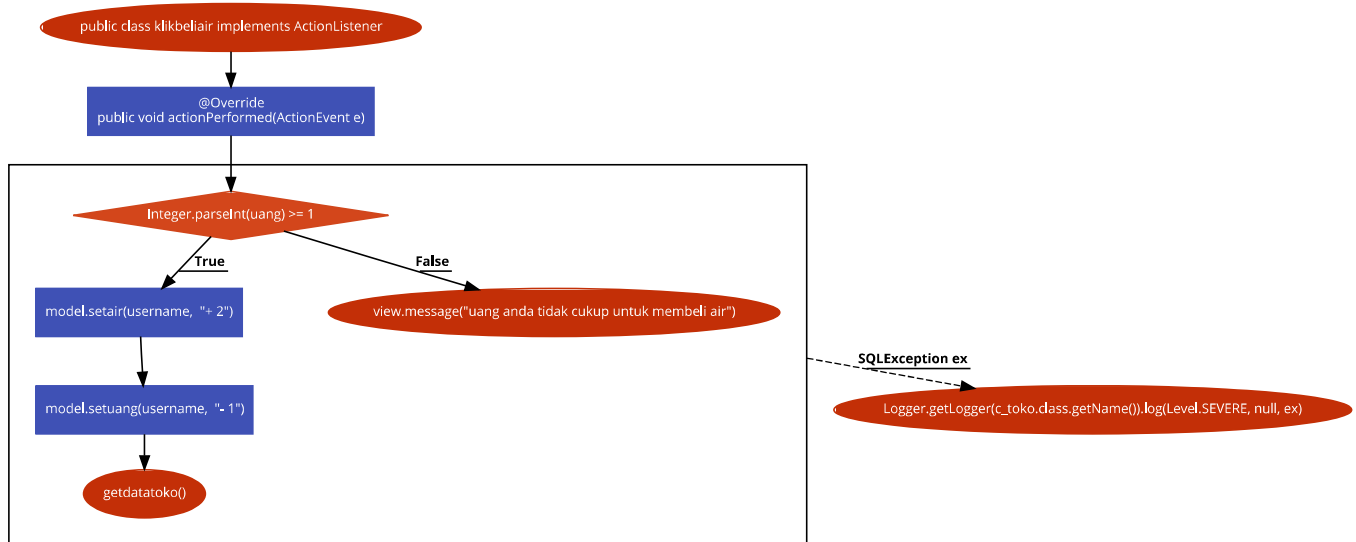 public class klikbeliair implements ActionListener
@Override
public void actionPerformed(ActionEvent e)
Integer.parseInt(uang) >= 1
True
False
model.setair(username,  "+ 2")
view.message("uang anda tidak cukup untuk membeli air")
SQLException ex
model.setuang(username,  "- 1")
Logger.getLogger(c_toko.class.getName()).log(Level.SEVERE, null, ex)
getdatatoko()